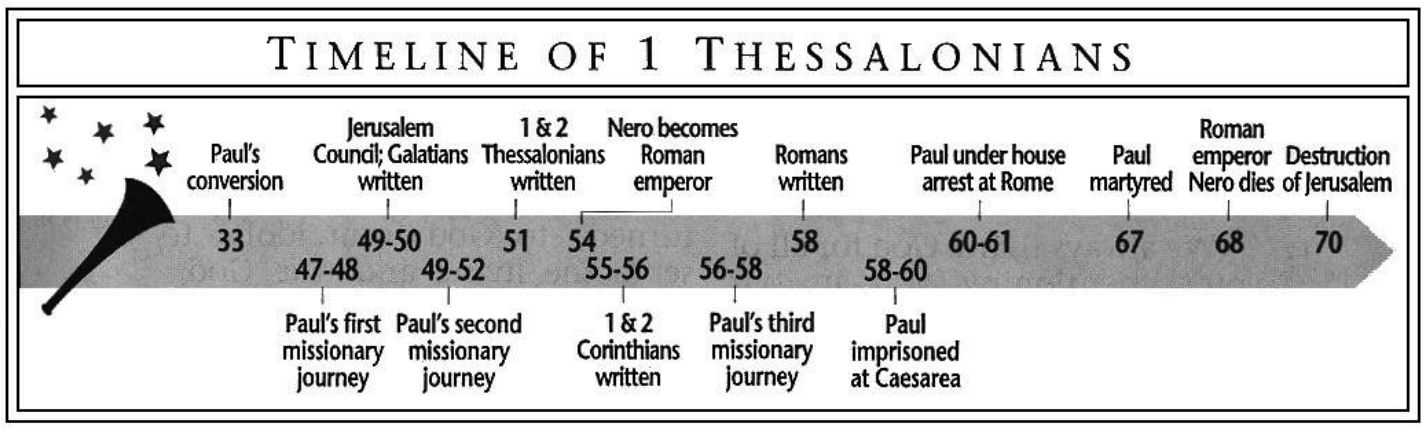 TIMELINE OF 1 THESSALONIANS
Paul's
conversion
33
47-48
Paul's first
missionary
journey
Jerusalem
Council; Galatians
written
49-50
49-52
Paul's second
missionary
journey
1 & 2
Thessalonians
written
51
Nero becomes
Roman
emperor
54
55-56
1 & 2
Corinthians
written
56-58
Paul's third
missionary
journey
Romans
written
58
58-60
Paul
imprisoned
at Caesarea
Paul under house
arrest at Rome
60-61
Paul
martyred
67
Roman
emperor
Nero dies
68
Destruction
of Jerusalem
70